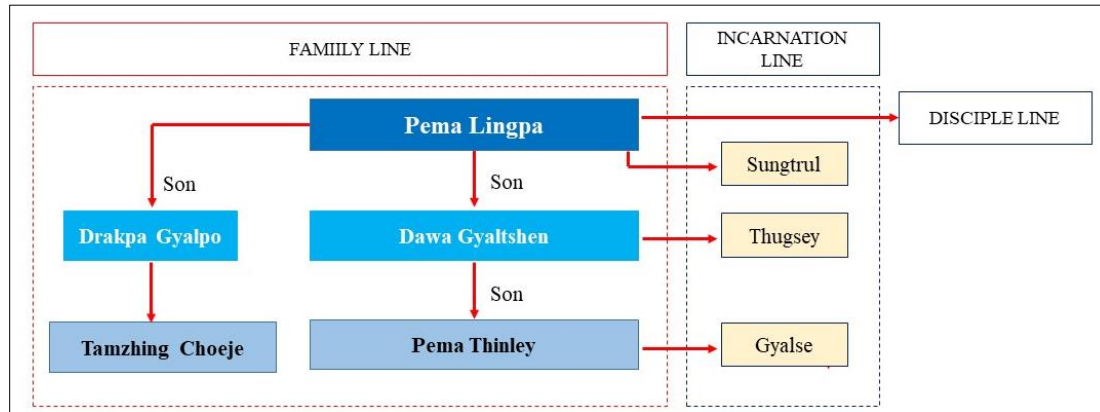 FAMIILY LINE
INCARNATION
LINE
Pema Lingpa
DISCIPLE LINE
Sungtrul
Son
Son
Drakpa Gyalpo
Dawa Gyaltshen
Thugsey
Son
Tamzhing Choeje
Pema Thinley
Gyalse